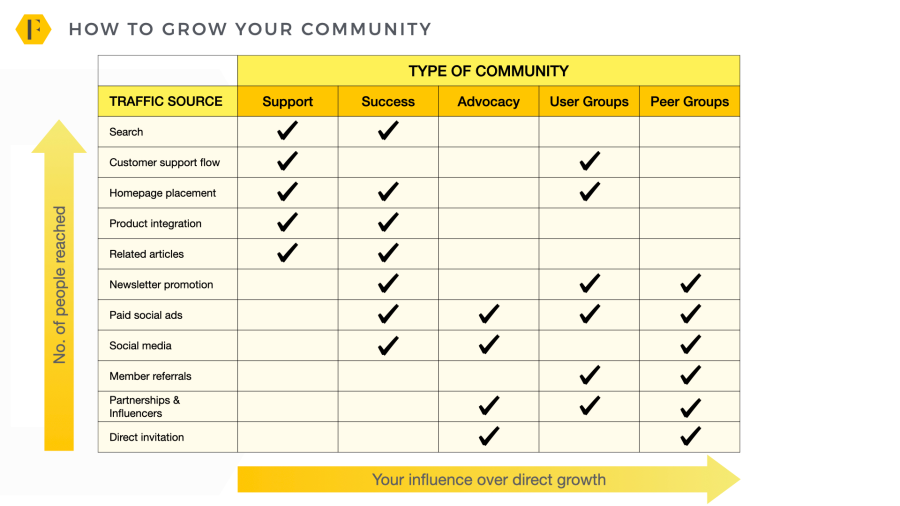 F
HOW TO GROW YOUR COMMUNITY
TYPE OF COMMUNITY
TRAFFIC SOURCE Support Success Advocacy User Groups Peer Groups
Search ✓ ✓
Customer support flow ✓ ✓
Homepage placement ✓ ✓ ✓
Product integration ✓ ✓
Related articles ✓ ✓
Newsletter promotion ✓ ✓ ✓
Paid social ads ✓ ✓ ✓ ✓
Social media ✓ ✓ ✓
Member referrals ✓ ✓
Partnerships &
Influencers ✓ ✓ ✓
Direct invitation ✓ ✓
No. of people reached
Your influence over direct growth